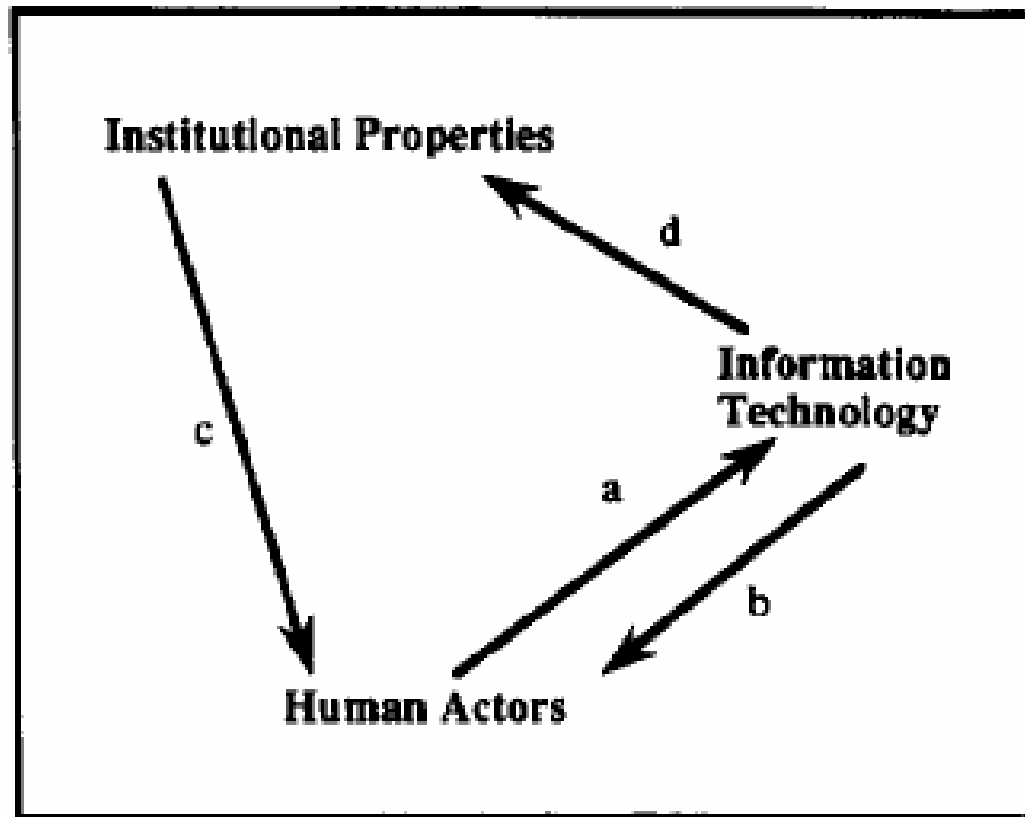 Institutional Properties
d
Information
Technology
c
a
b
Human Actors